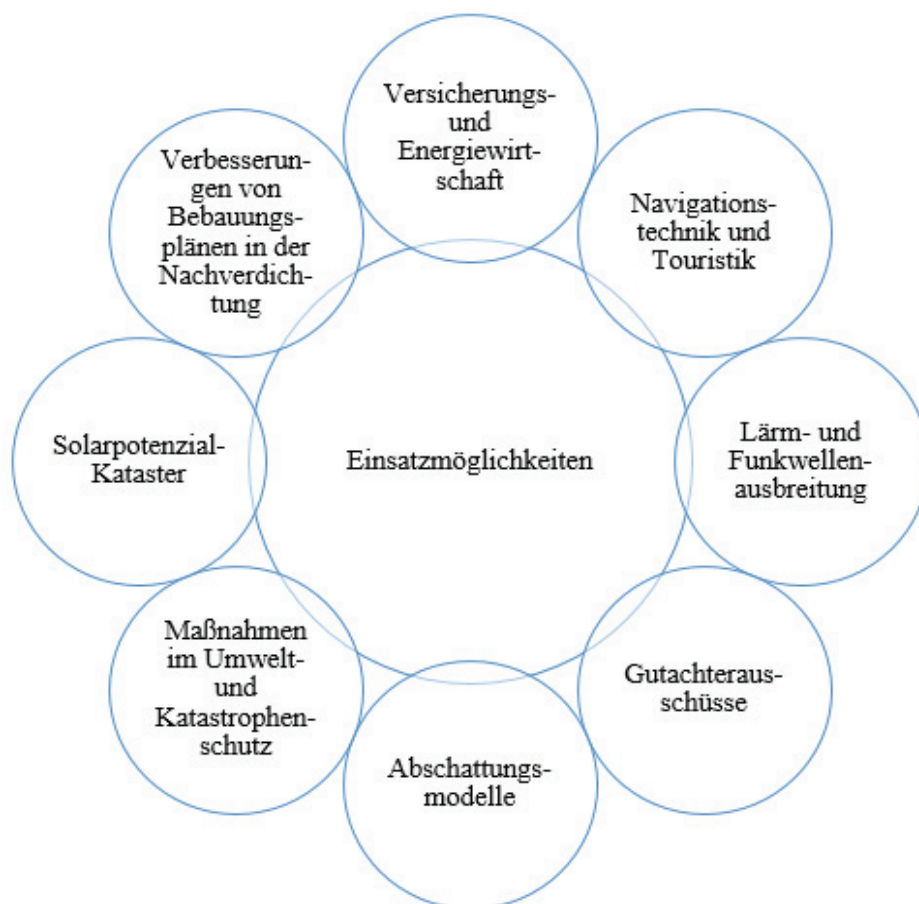 Versicherungs-
und
Energiewirt-
schaft
Navigations-
technik und
Touristik
Lärm- und
Funkwellen-
ausbreitung
Gutachteraus-
schüsse
Abschattungs-
modelle
Maßnahmen
im Umwelt-
und
Katastrophen-
schutz
Solarpotenzial-
Kataster
Verbesserun-
gen von
Bebauungs-
plänen in der
Nachverdich-
tung
Einsatzmöglichkeiten